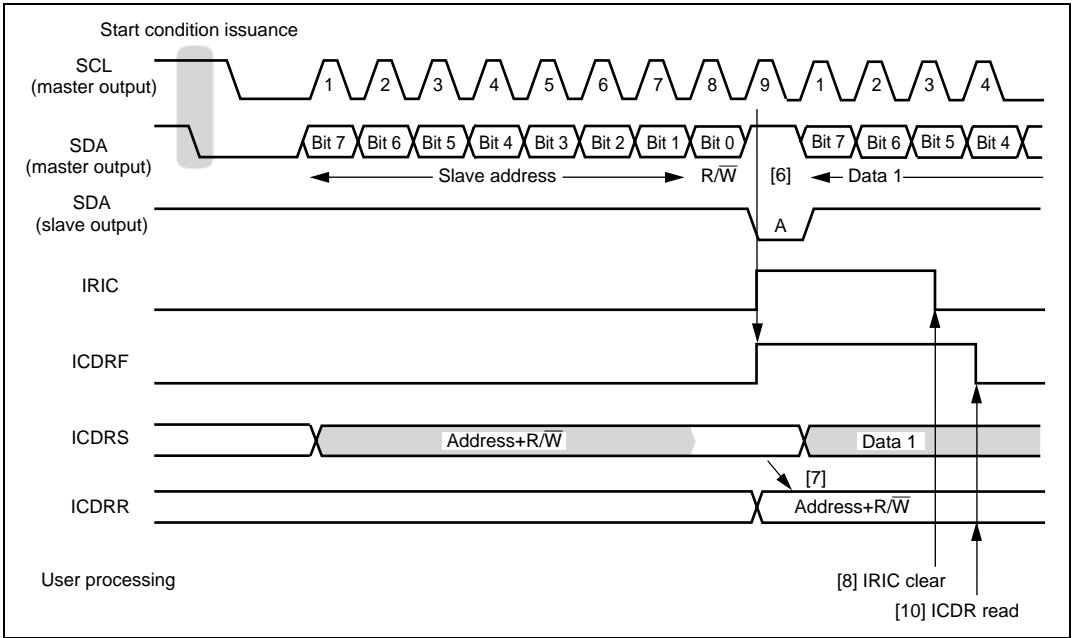 Start condition issuance
SCL
(master output)
1 2 3 4 5 6 7 8 9 1 2 3 4
SDA
(master output)
Bit 7 Bit 6 Bit 5 Bit 4 Bit 3 Bit 2 Bit 1 Bit 0 Bit 7 Bit 6 Bit 5 Bit 4
Slave address R/W̅ [6] Data 1
SDA
(slave output)
A
IRIC
ICDRF
ICDRS Address+R/W̅ Data 1
[7]
ICDRR Address+R/W̅
User processing [8] IRIC clear
[10] ICDR read